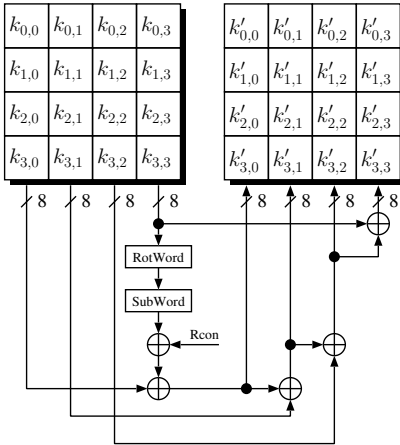 k0,0 k0,1 k0,2 k0,3 k′0,0 k′0,1 k′0,2 k′0,3
k1,0 k1,1 k1,2 k1,3 k′1,0 k′1,1 k′1,2 k′1,3
k2,0 k2,1 k2,2 k2,3 k′2,0 k′2,1 k′2,2 k′2,3
k3,0 k3,1 k3,2 k3,3 k′3,0 k′3,1 k′3,2 k′3,3
8 8 8 8 8 8 8 8
RotWord
SubWord
Rcon